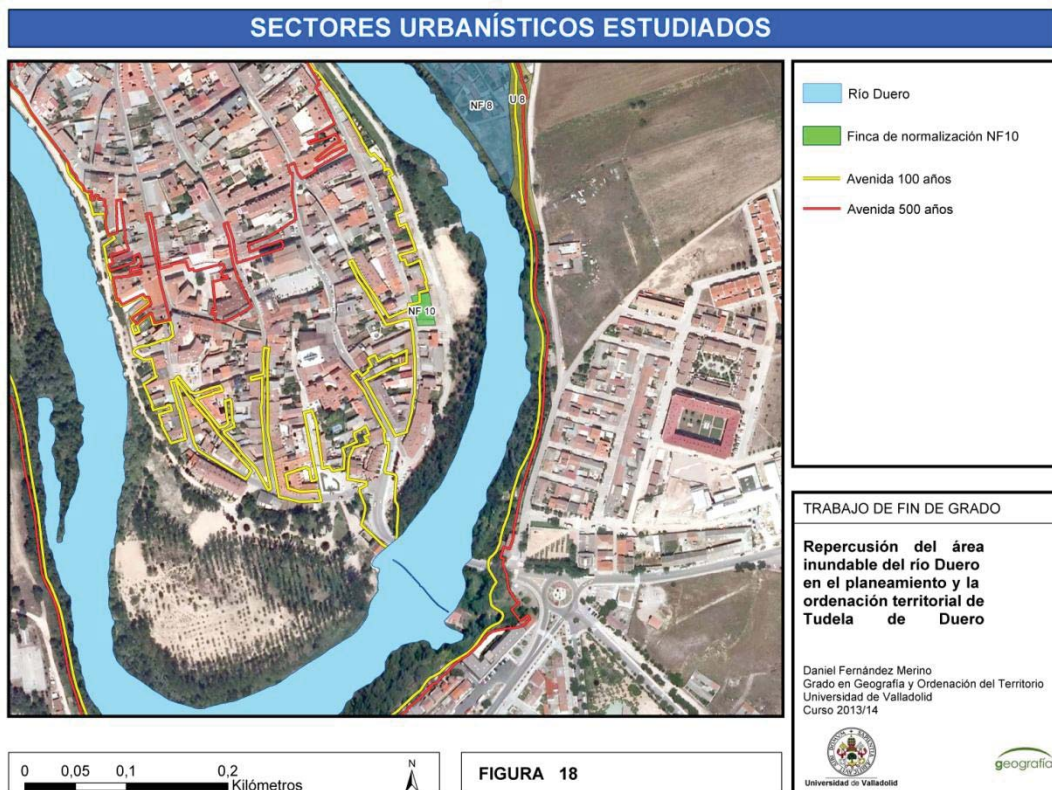 SECTORES URBANÍSTICOS ESTUDIADOS
NF 8
U 8
NF 10
Río Duero
Finca de normalización NF10
Avenida 100 años
Avenida 500 años
TRABAJO DE FIN DE GRADO
Repercusión del área
inundable del río Duero
en el planeamiento y la
ordenación territorial de
Tudela de Duero
Daniel Fernández Merino
Grado en Geografía y Ordenación del Territorio
Universidad de Valladolid
Curso 2013/14
Universidad de Valladolid
geografía
0 0,05 0,1 0,2
Kilómetros
N
FIGURA 18